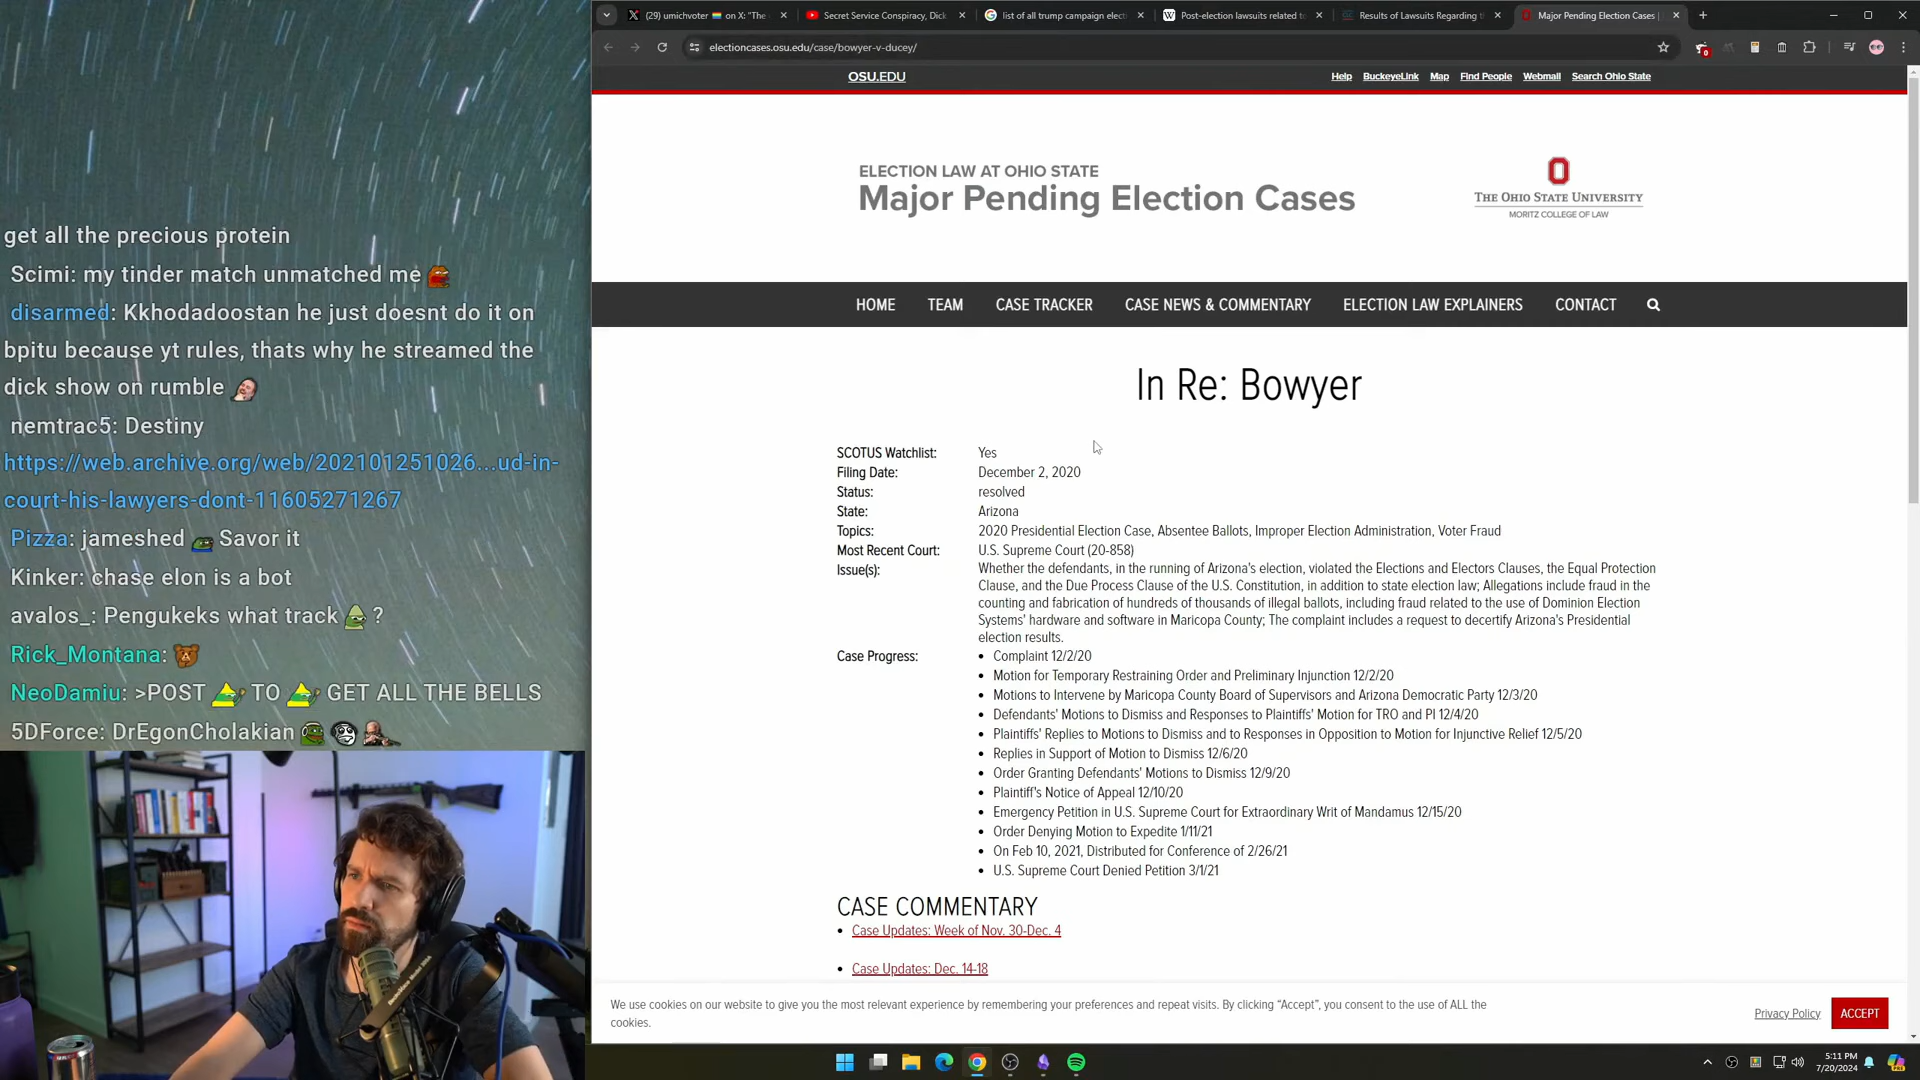 (29) umichvoter on X: "The
Secret Service Conspiracy, Dick
list of all trump campaign electi
Post-election lawsuits related to
Results of Lawsuits Regarding t
Major Pending Election Cases |
electioncases.osu.edu/case/bowyer-v-ducey/
OSU.EDU
Help BuckeyeLink Map Find People Webmail Search Ohio State
ELECTION LAW AT OHIO STATE
Major Pending Election Cases
THE OHIO STATE UNIVERSITY
MORITZ COLLEGE OF LAW
HOME TEAM CASE TRACKER CASE NEWS & COMMENTARY ELECTION LAW EXPLAINERS CONTACT
In Re: Bowyer
SCOTUS Watchlist: Yes
Filing Date: December 2, 2020
Status: resolved
State: Arizona
Topics: 2020 Presidential Election Case, Absentee Ballots, Improper Election Administration, Voter Fraud
Most Recent Court: U.S. Supreme Court (20-858)
Issue(s): Whether the defendants, in the running of Arizona's election, violated the Elections and Electors Clauses, the Equal Protection
Clause, and the Due Process Clause of the U.S. Constitution, in addition to state election law; Allegations include fraud in the
counting and fabrication of hundreds of thousands of illegal ballots, including fraud related to the use of Dominion Election
Systems' hardware and software in Maricopa County; The complaint includes a request to decertify Arizona's Presidential
election results.
Case Progress: • Complaint 12/2/20
• Motion for Temporary Restraining Order and Preliminary Injunction 12/2/20
• Motions to Intervene by Maricopa County Board of Supervisors and Arizona Democratic Party 12/3/20
• Defendants' Motions to Dismiss and Responses to Plaintiffs' Motion for TRO and PI 12/4/20
• Plaintiffs' Replies to Motions to Dismiss and to Responses in Opposition to Motion for Injunctive Relief 12/5/20
• Replies in Support of Motion to Dismiss 12/6/20
• Order Granting Defendants' Motions to Dismiss 12/9/20
• Plaintiff's Notice of Appeal 12/10/20
• Emergency Petition in U.S. Supreme Court for Extraordinary Writ of Mandamus 12/15/20
• Order Denying Motion to Expedite 1/11/21
• On Feb 10, 2021, Distributed for Conference of 2/26/21
• U.S. Supreme Court Denied Petition 3/1/21
CASE COMMENTARY
• Case Updates: Week of Nov. 30-Dec. 4
• Case Updates: Dec. 14-18
We use cookies on our website to give you the most relevant experience by remembering your preferences and repeat visits. By clicking “Accept”, you consent to the use of ALL the
cookies.
Privacy Policy ACCEPT
5:11 PM
7/20/2024
get all the precious protein
Scimi: my tinder match unmatched me
disarmed: Kkhodadoostan he just doesnt do it on
bpitu because yt rules, thats why he streamed the
dick show on rumble
nemtrac5: Destiny
https://web.archive.org/web/202101251026...ud-in-
court-his-lawyers-dont-11605271267
Pizza: jameshed Savor it
Kinker: chase elon is a bot
avalos_: Pengukeks what track ?
Rick_Montana:
NeoDamiu: >POST TO GET ALL THE BELLS
5DForce: DrEgonCholakian